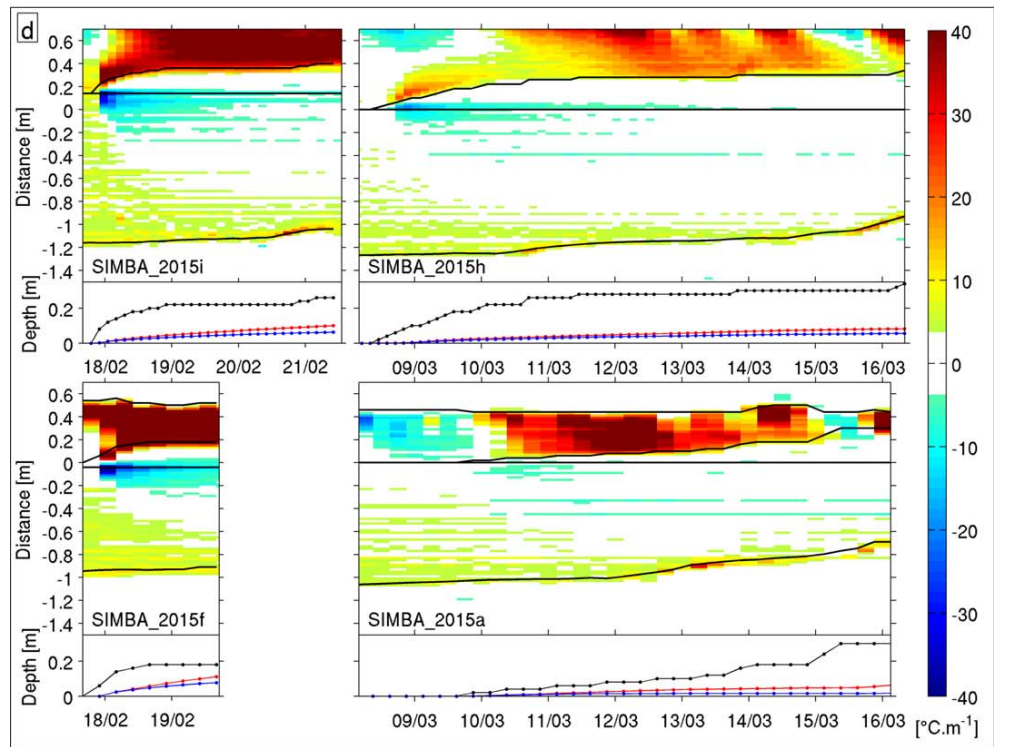 d
Distance [m]
0.6
0.4
0.2
0
-0.2
-0.4
-0.6
-0.8
-1
-1.2
-1.4
SIMBA_2015i
SIMBA_2015h
Depth [m]
0.2
0
18/02 19/02 20/02 21/02
09/03 10/03 11/03 12/03 13/03 14/03 15/03 16/03
Distance [m]
0.6
0.4
0.2
0
-0.2
-0.4
-0.6
-0.8
-1
-1.2
-1.4
SIMBA_2015f
SIMBA_2015a
Depth [m]
0.2
0
18/02 19/02
09/03 10/03 11/03 12/03 13/03 14/03 15/03 16/03
40
30
20
10
0
-10
-20
-30
-40
[°C.m⁻¹]